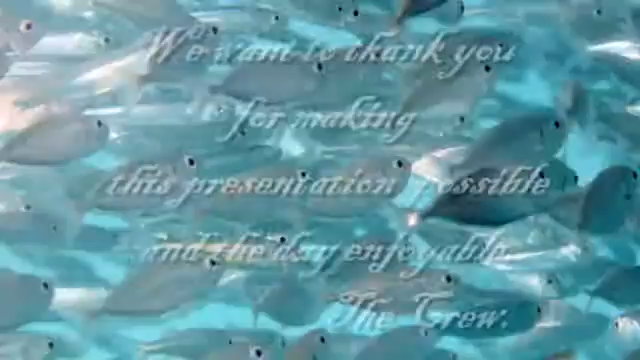 We want to thank you
for making
this presentation possible
and the day enjoyable.
The Crew.